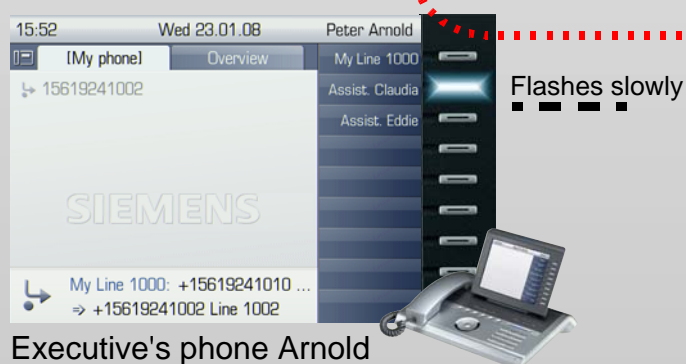 15:52 Wed 23.01.08 Peter Arnold
[My phone] Overview My Line 1000
15619241002 Assist. Claudia
Flashes slowly
Assist. Eddie
SIEMENS
My Line 1000: +15619241010 ...
⇒ +15619241002 Line 1002
Executive's phone Arnold